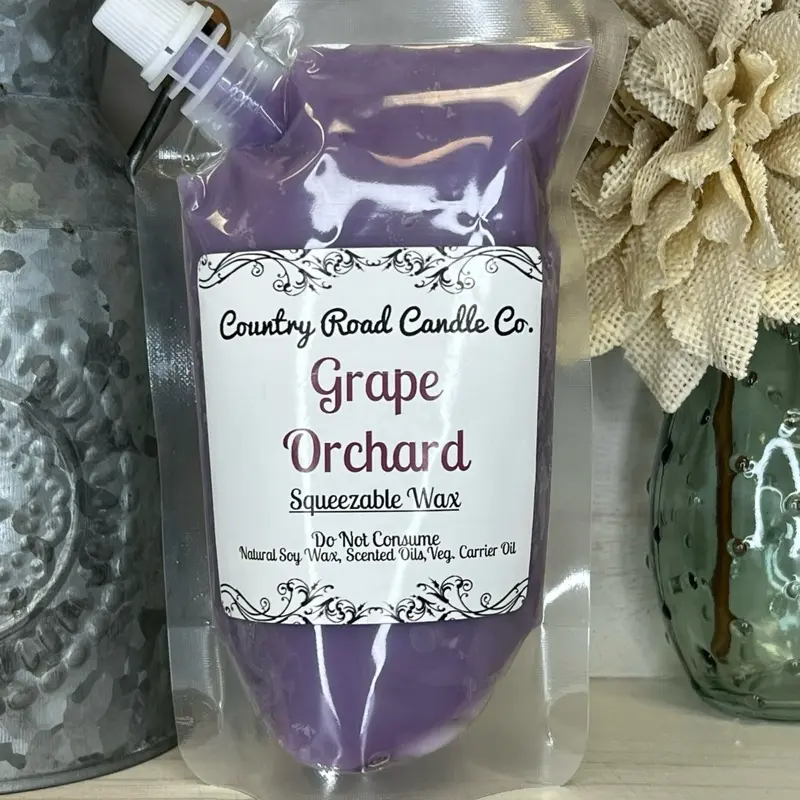 Country Road Candle Co.
Grape
Orchard
Squeezable Wax
Do Not Consume
Natural Soy Wax, Scented Oils,Veg. Carrier Oil